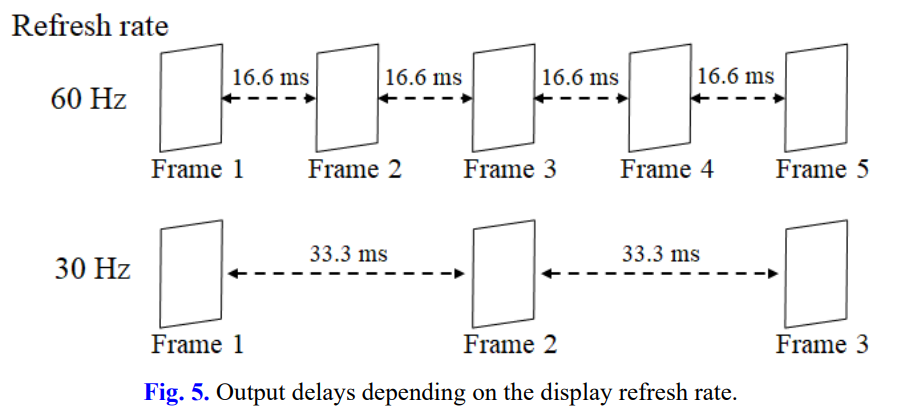 Refresh rate
60 Hz
16.6 ms 16.6 ms 16.6 ms 16.6 ms
Frame 1 Frame 2 Frame 3 Frame 4 Frame 5
30 Hz
33.3 ms 33.3 ms
Frame 1 Frame 2 Frame 3
Fig. 5. Output delays depending on the display refresh rate.